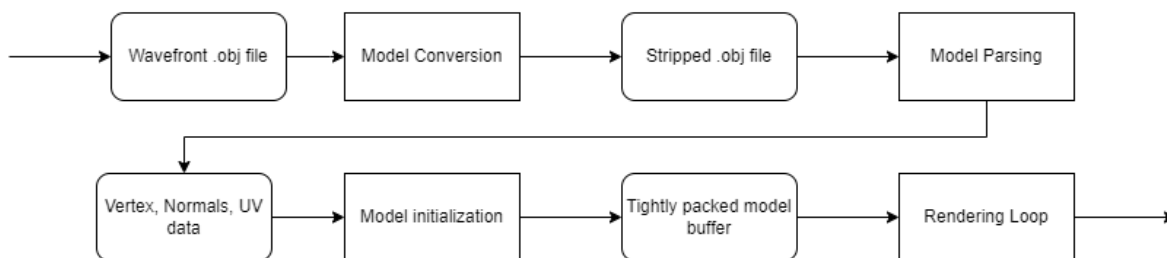 Wavefront .obj file
Model Conversion
Stripped .obj file
Model Parsing
Vertex, Normals, UV
data
Model initialization
Tightly packed model
buffer
Rendering Loop